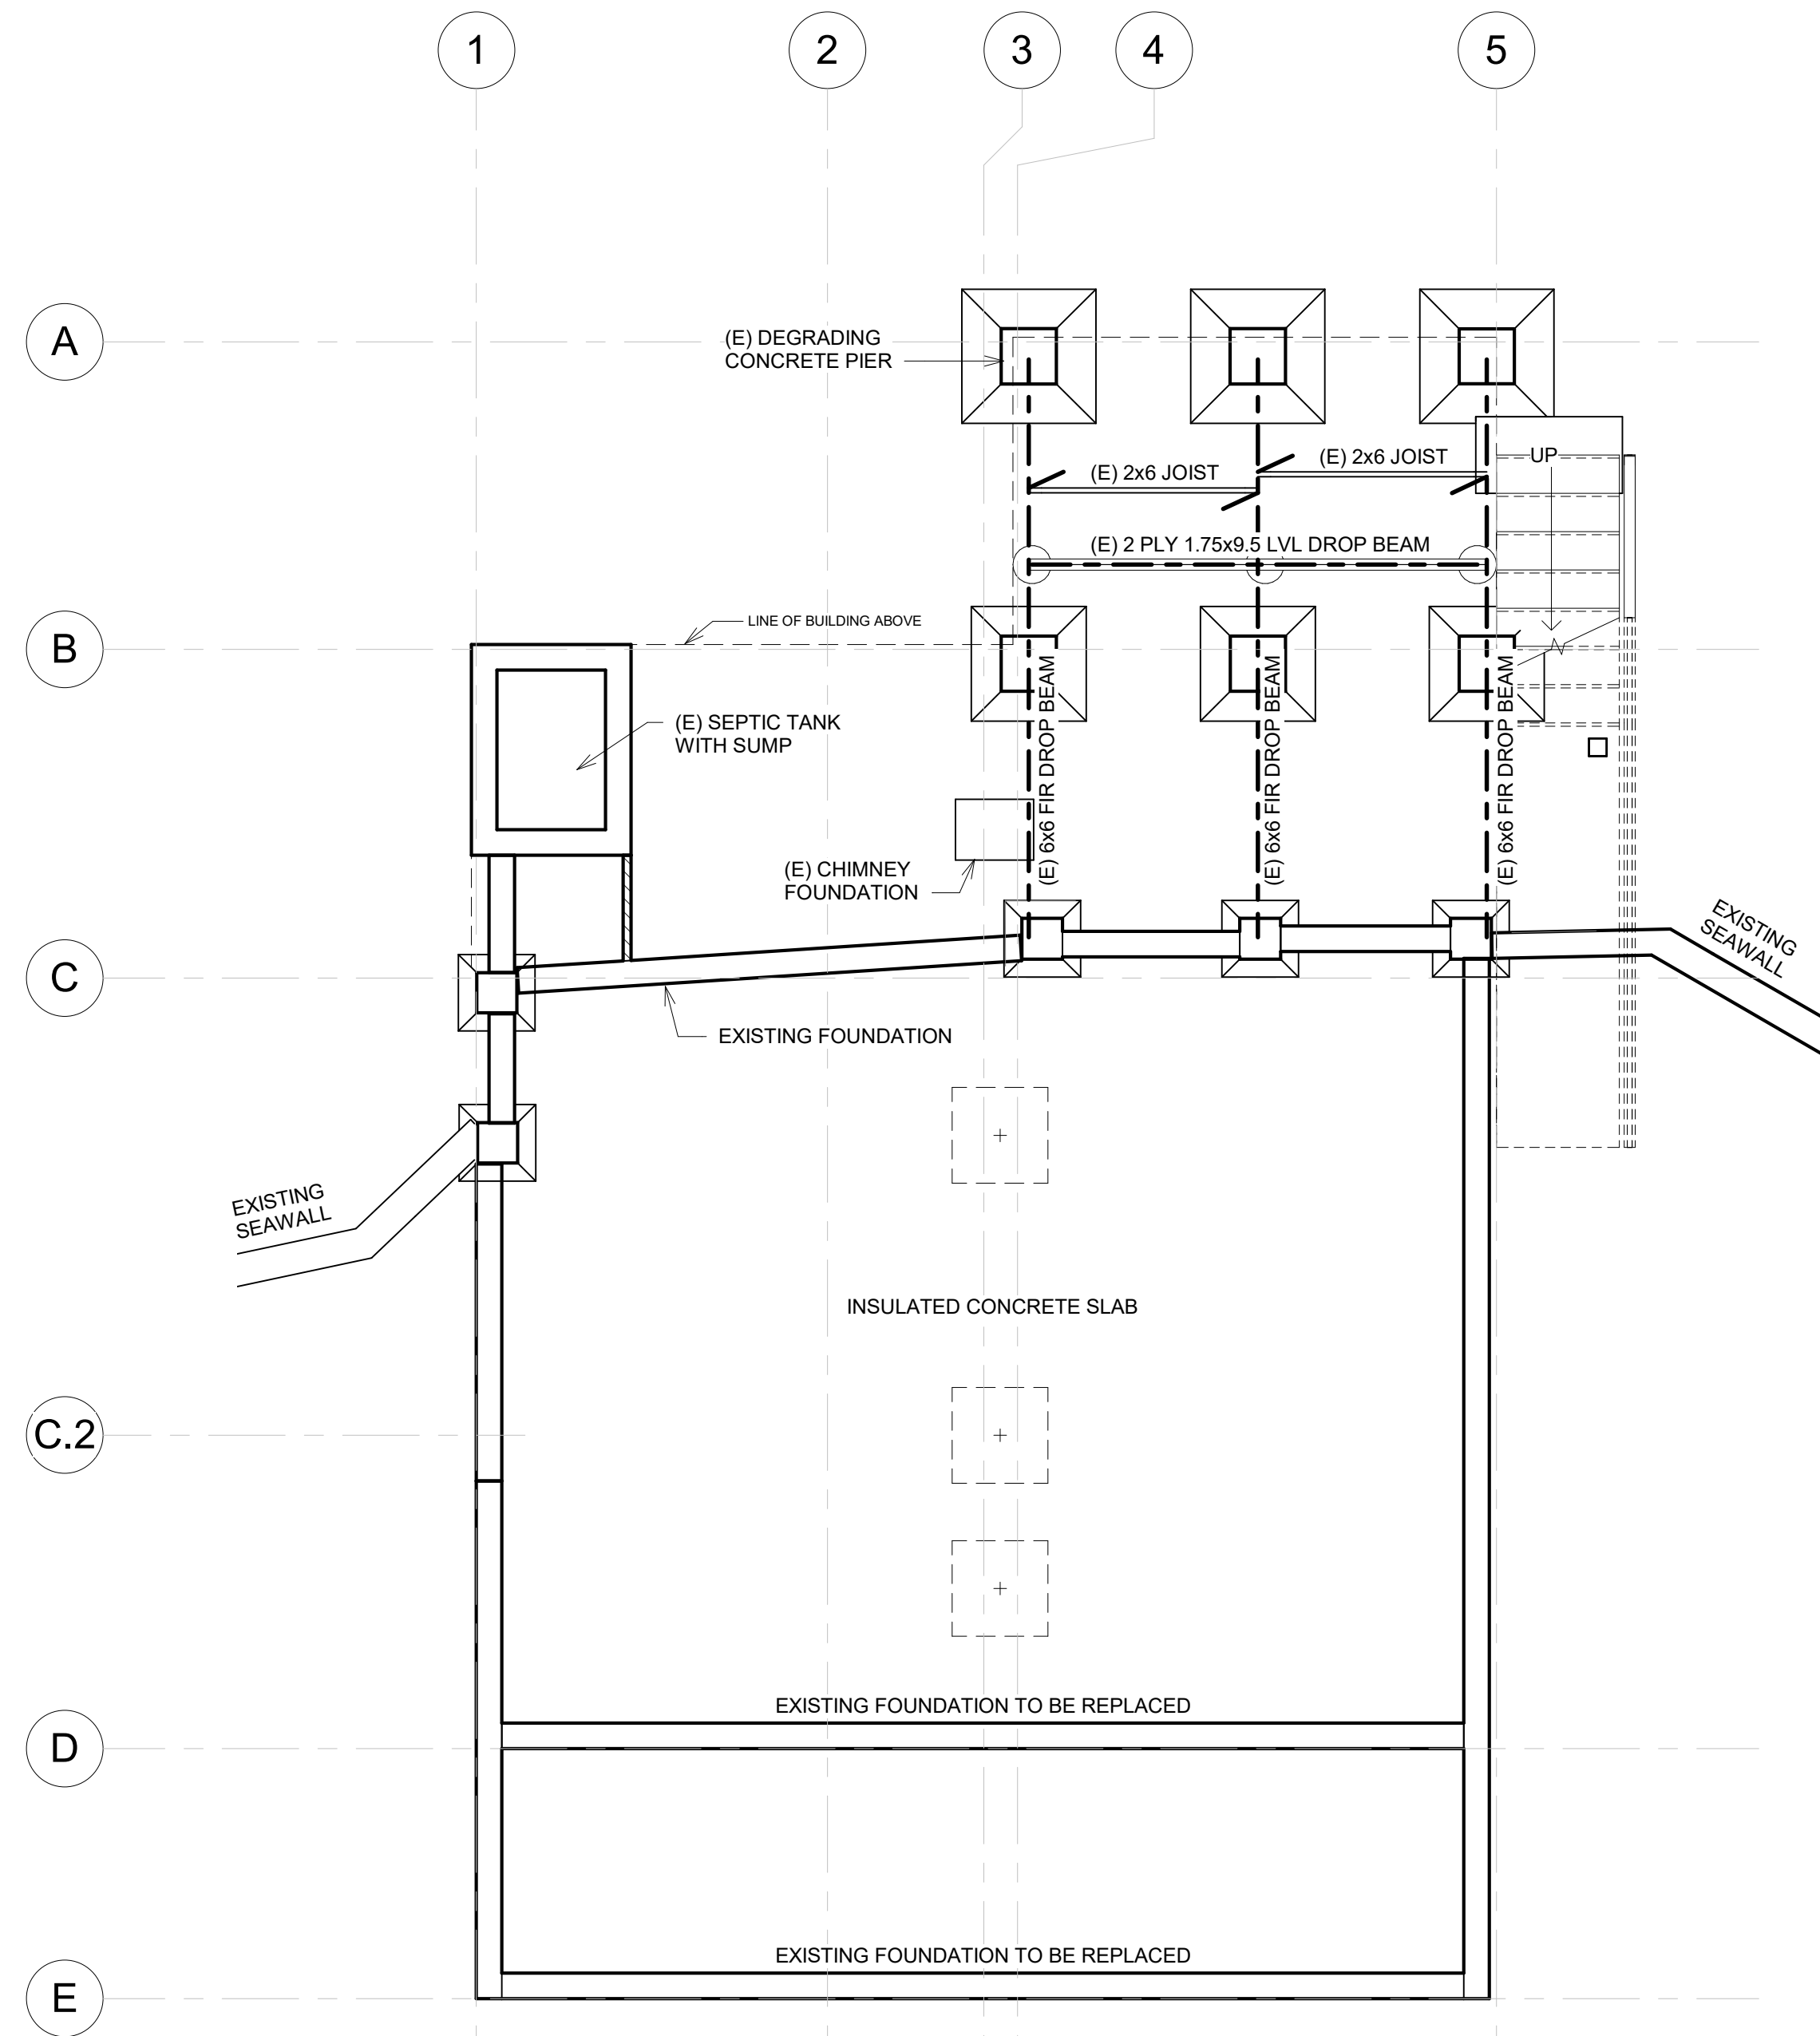 1
2
3
4
5
A
(E) DEGRADING
CONCRETE PIER
(E) 2x6 JOIST
(E) 2x6 JOIST
UP
(E) 2 PLY 1.75x9.5 LVL DROP BEAM
LINE OF BUILDING ABOVE
B
(E) SEPTIC TANK
WITH SUMP
(E) 6x6 FIR DROP BEAM
(E) 6x6 FIR DROP BEAM
(E) 6x6 FIR DROP BEAM
(E) CHIMNEY
FOUNDATION
EXISTING
SEAWALL
C
EXISTING FOUNDATION
EXISTING
SEAWALL
INSULATED CONCRETE SLAB
C.2
EXISTING FOUNDATION TO BE REPLACED
D
EXISTING FOUNDATION TO BE REPLACED
E